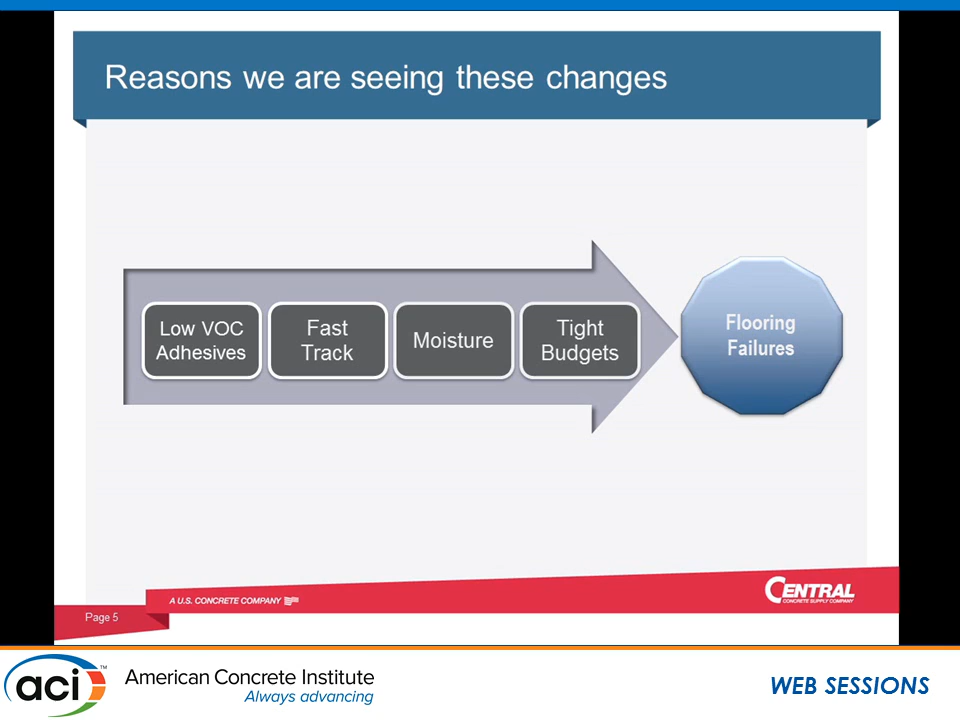 Reasons we are seeing these changes
Low VOC
Adhesives
Fast
Track
Moisture
Tight
Budgets
Flooring
Failures
A U.S. CONCRETE COMPANY
CENTRAL
CONCRETE SUPPLY COMPANY
Page 5
aci™
American Concrete Institute
Always advancing
WEB SESSIONS